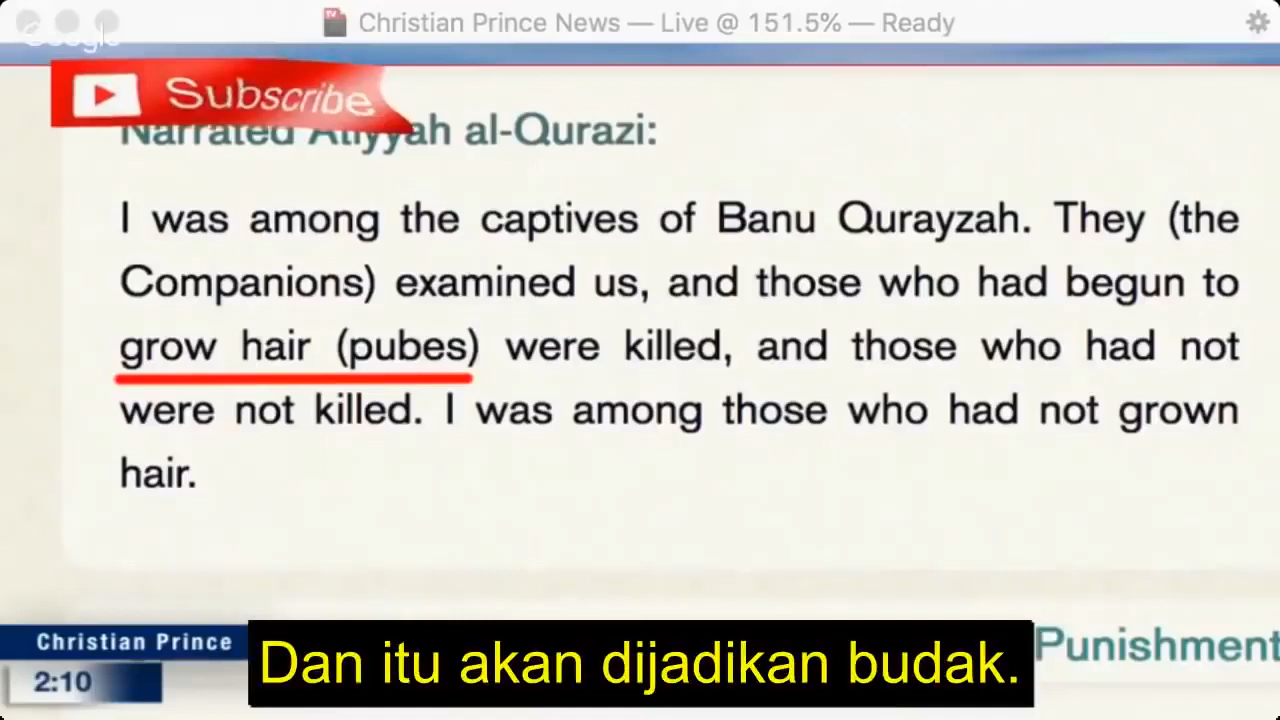 Christian Prince News — Live @ 151.5% — Ready
Google
Subscribe
Narrated Atiyyah al-Qurazi:
I was among the captives of Banu Qurayzah. They (the
Companions) examined us, and those who had begun to
grow hair (pubes) were killed, and those who had not
were not killed. I was among those who had not grown
hair.
Christian Prince
2:10
Dan itu akan dijadikan budak.
Punishment